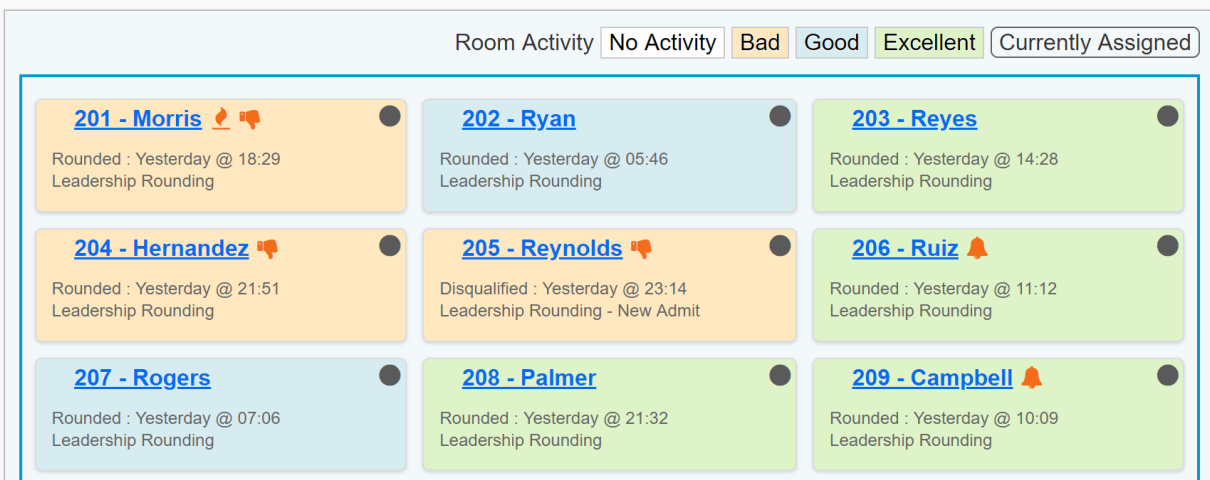 Room Activity No Activity Bad Good Excellent Currently Assigned
201 - Morris
Rounded : Yesterday @ 18:29
Leadership Rounding
202 - Ryan
Rounded : Yesterday @ 05:46
Leadership Rounding
203 - Reyes
Rounded : Yesterday @ 14:28
Leadership Rounding
204 - Hernandez
Rounded : Yesterday @ 21:51
Leadership Rounding
205 - Reynolds
Disqualified : Yesterday @ 23:14
Leadership Rounding - New Admit
206 - Ruiz
Rounded : Yesterday @ 11:12
Leadership Rounding
207 - Rogers
Rounded : Yesterday @ 07:06
Leadership Rounding
208 - Palmer
Rounded : Yesterday @ 21:32
Leadership Rounding
209 - Campbell
Rounded : Yesterday @ 10:09
Leadership Rounding